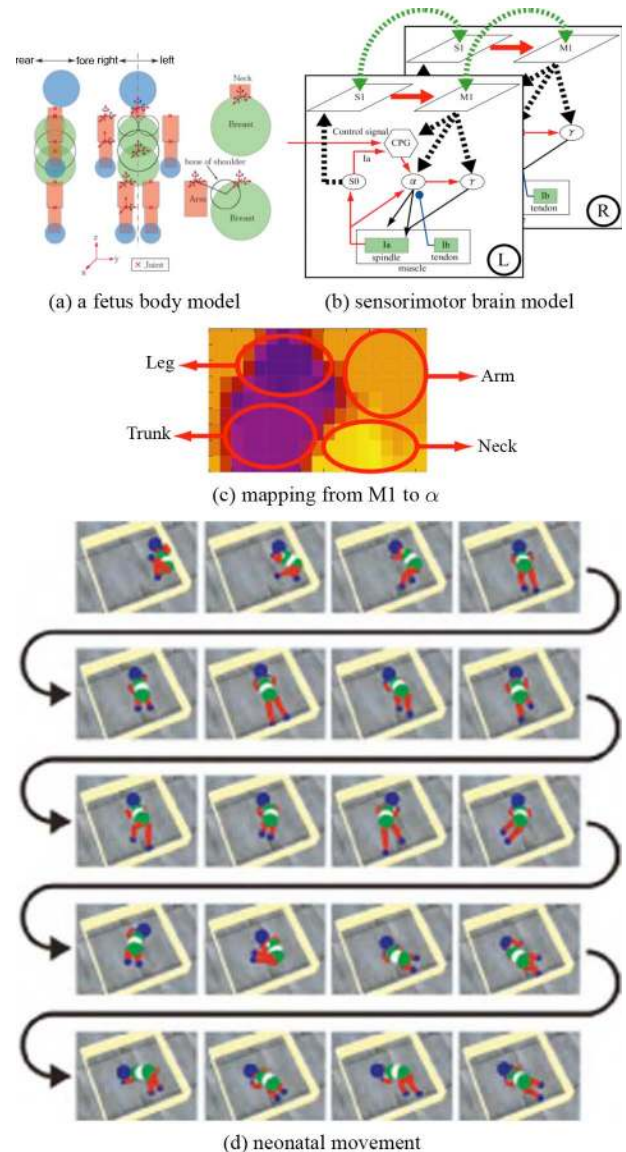 rear fore right left
Neck
Breast
bone of shoulder
Arm
Breast
z
y
x
× Joint
(a) a fetus body model
S1
M1
S1
M1
Control signal
CPG
Ia
S0
α
γ
γ
Ia
Ib
spindle
tendon
muscle
L
Ib
tendon
R
(b) sensorimotor brain model
Leg
Arm
Trunk
Neck
(c) mapping from M1 to α
(d) neonatal movement